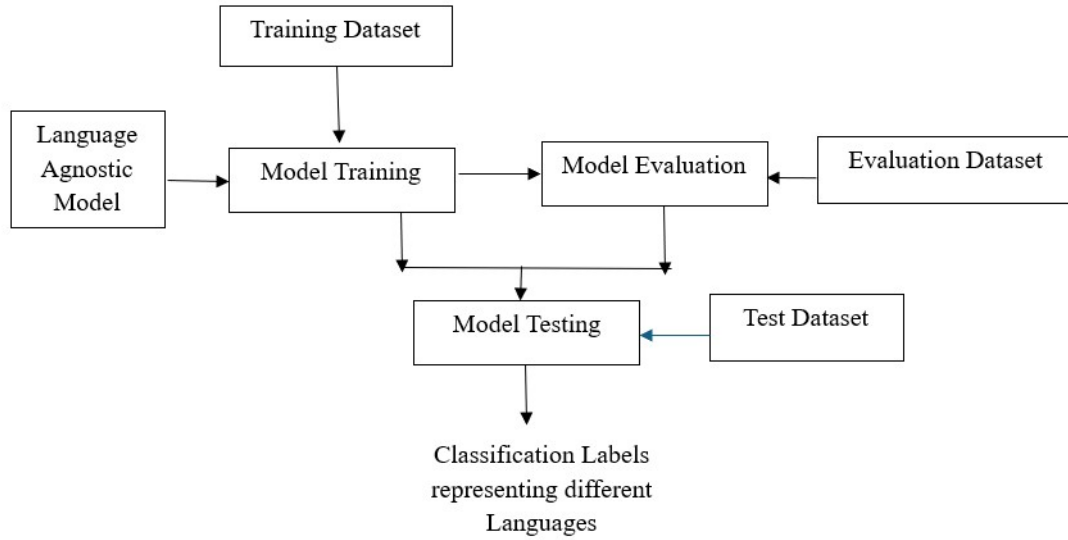 Training Dataset
Language
Agnostic
Model
Model Training
Model Evaluation
Evaluation Dataset
Model Testing
Test Dataset
Classification Labels
representing different
Languages